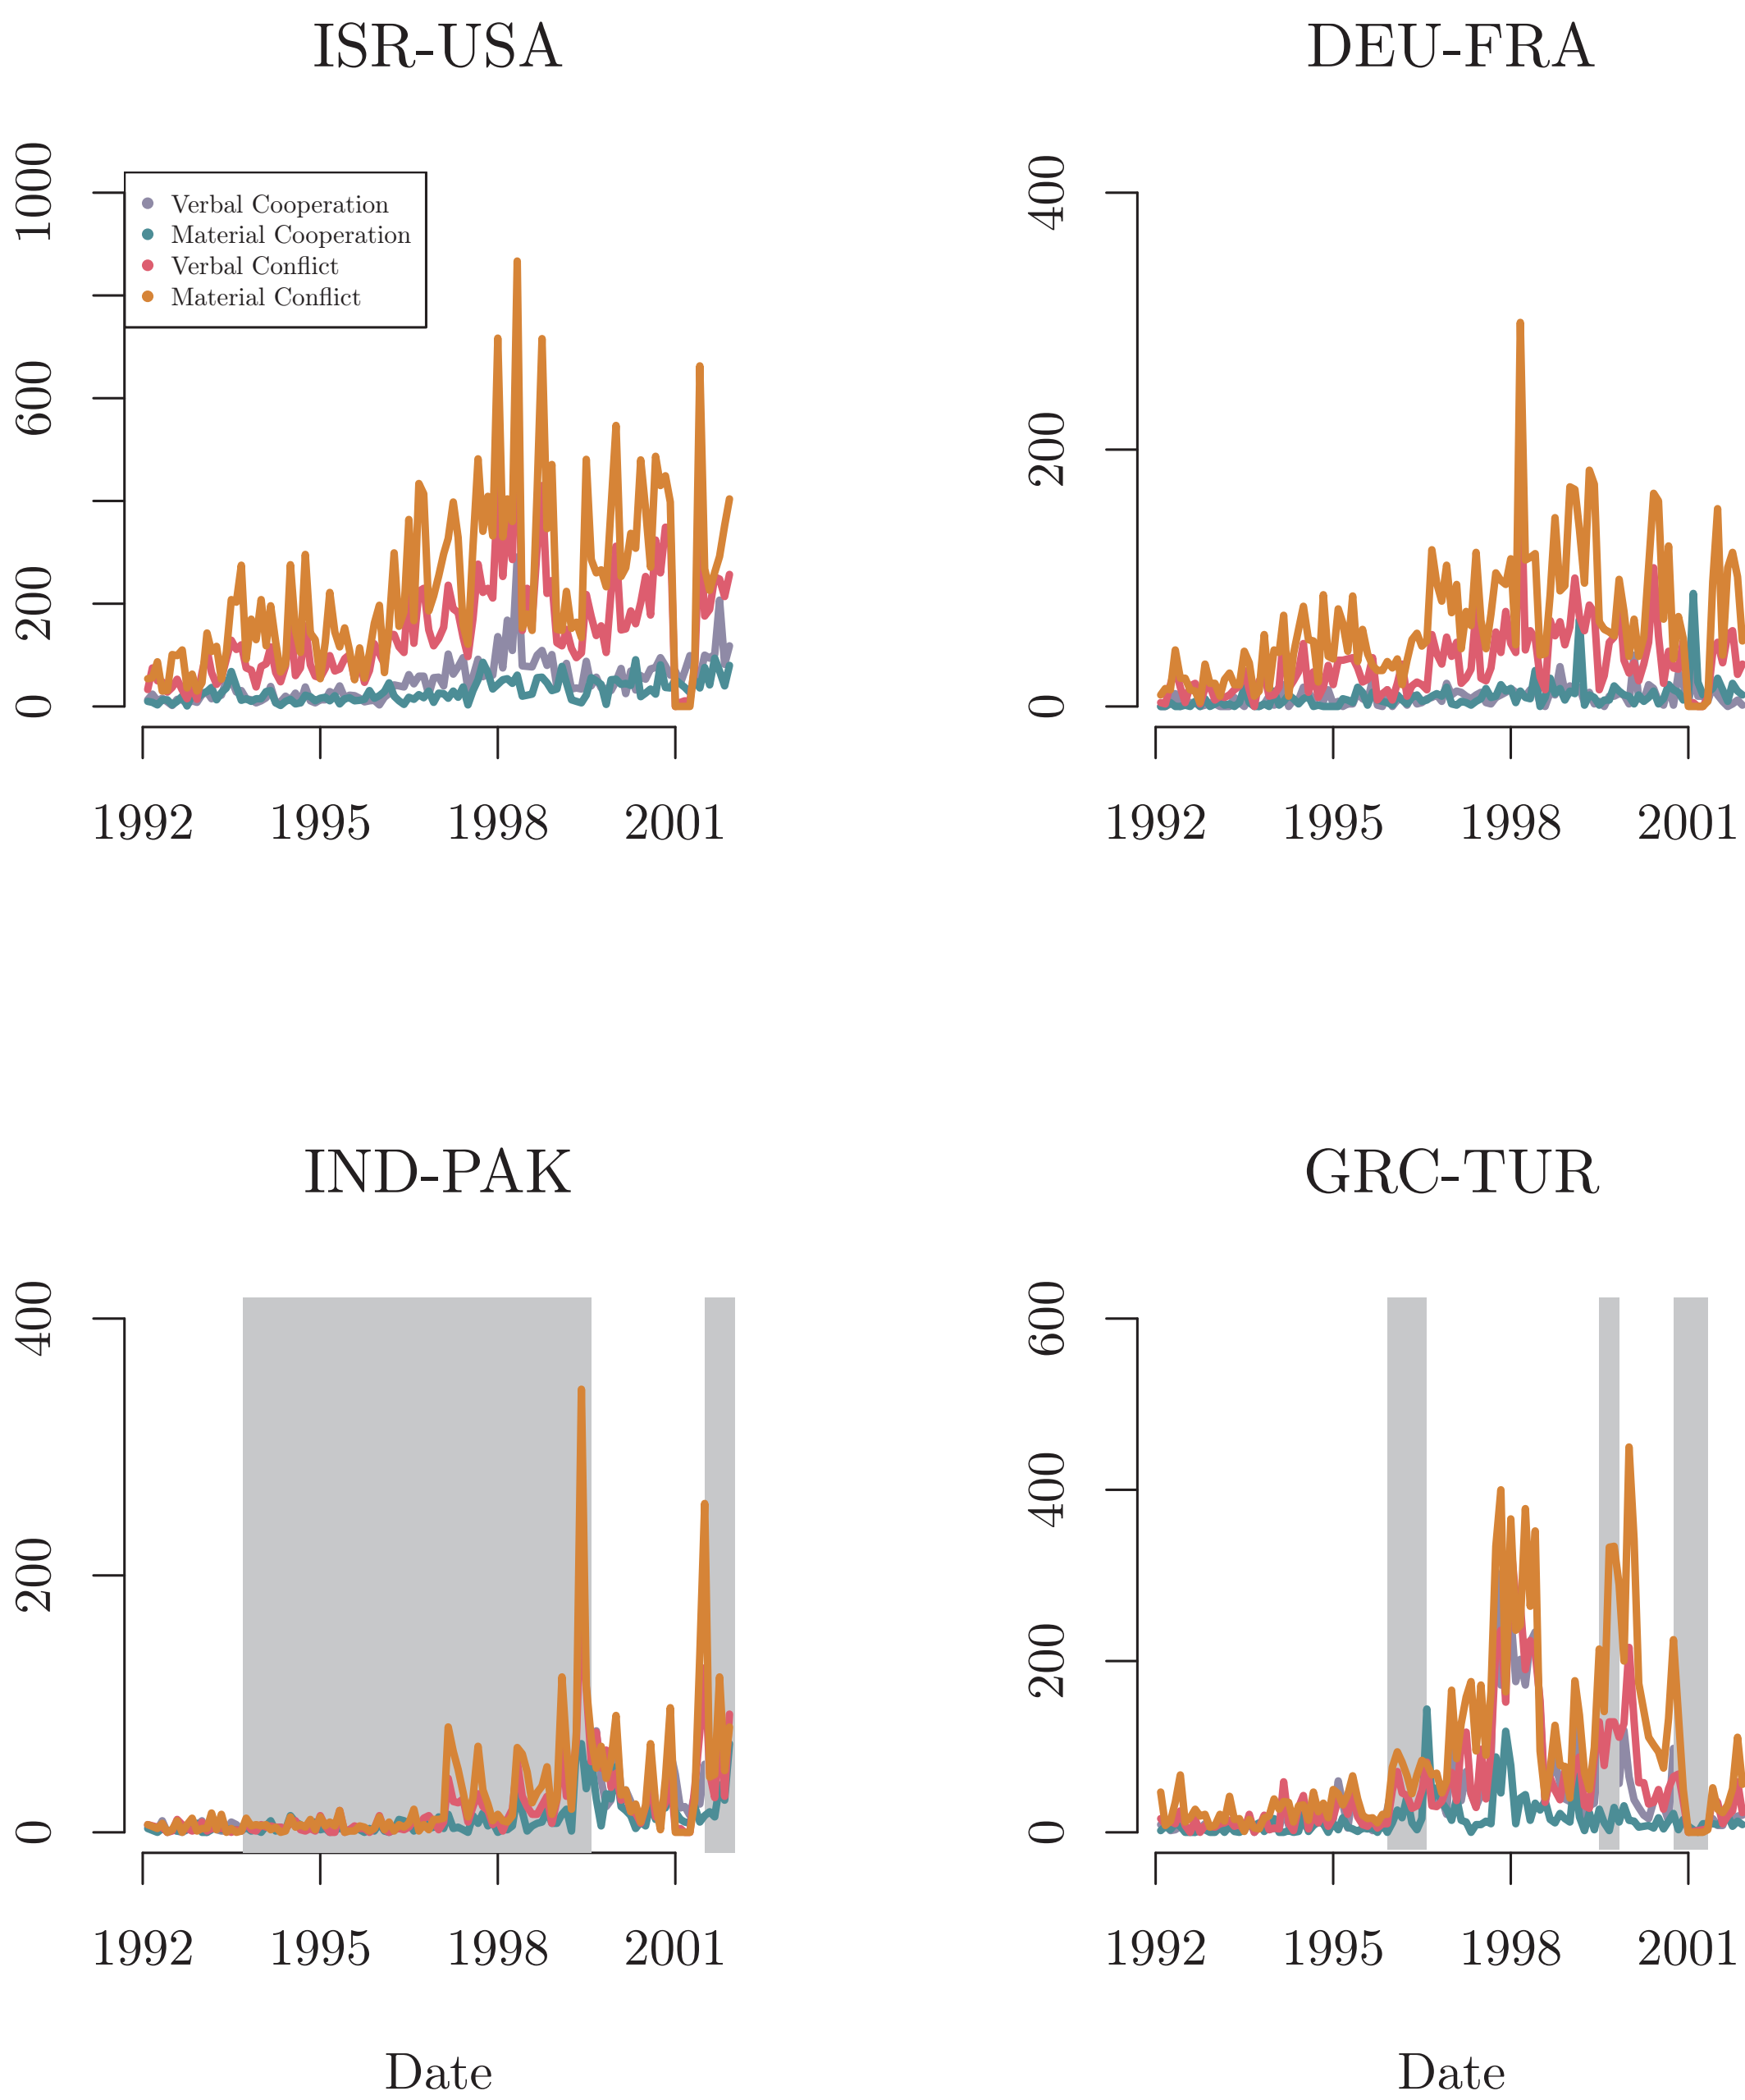 ISR-USA
1000
600
200
0
Verbal Cooperation
Material Cooperation
Verbal Conflict
Material Conflict
1992 1995 1998 2001
DEU-FRA
400
200
0
1992 1995 1998 2001
IND-PAK
400
200
0
1992 1995 1998 2001
Date
GRC-TUR
600
400
200
0
1992 1995 1998 2001
Date